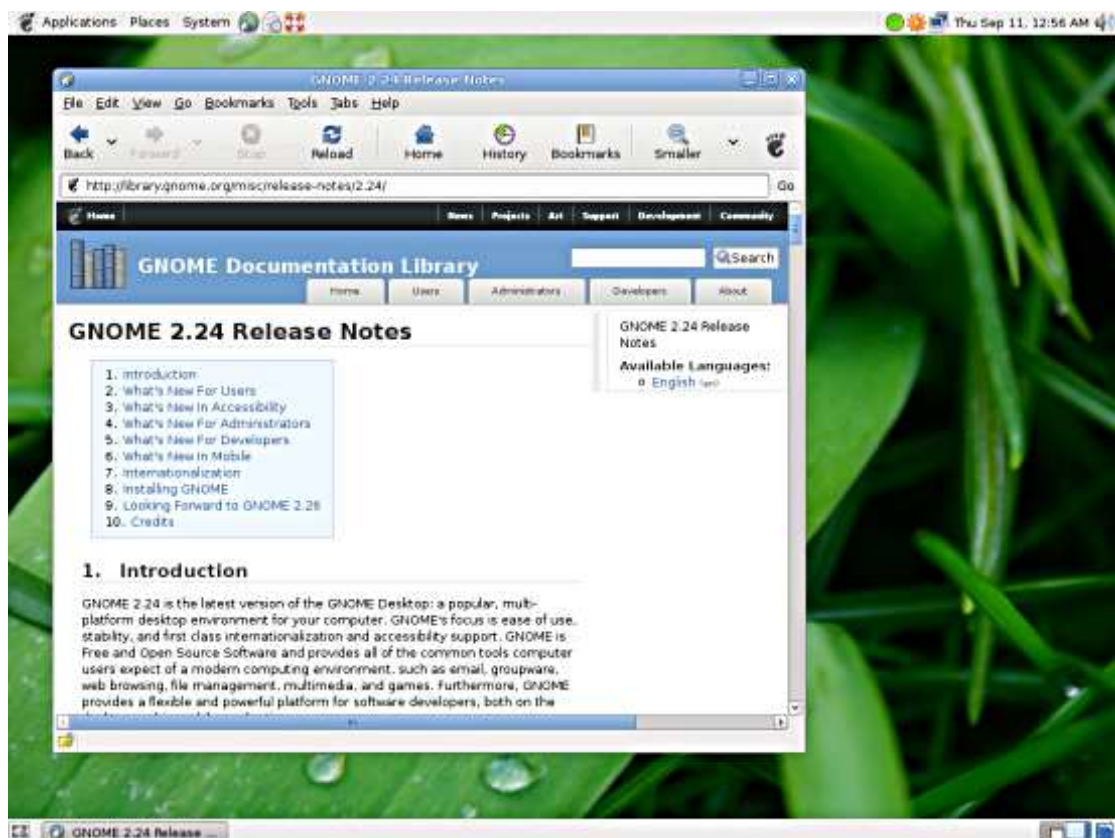 Applications Places System Thu Sep 11, 12:56 AM
GNOME 2.24 Release Notes
File Edit View Go Bookmarks Tools Tabs Help
Back Forward Stop Reload Home History Bookmarks Smaller
http://library.gnome.org/misc/release-notes/2.24/ Go
Home News Projects Art Support Development Community
GNOME Documentation Library Search
Home Users Administrators Developers About
GNOME 2.24 Release Notes
GNOME 2.24 Release
Notes
Available Languages:
English (en)
1. Introduction
2. What's New For Users
3. What's New In Accessibility
4. What's New For Administrators
5. What's New For Developers
6. What's New In Mobile
7. Internationalization
8. Installing GNOME
9. Looking Forward to GNOME 2.26
10. Credits
1. Introduction
GNOME 2.24 is the latest version of the GNOME Desktop: a popular, multi-
platform desktop environment for your computer. GNOME's focus is ease of use,
stability, and first class internationalization and accessibility support. GNOME is
Free and Open Source Software and provides all of the common tools computer
users expect of a modern computing environment, such as email, groupware,
web browsing, file management, multimedia, and games. Furthermore, GNOME
provides a flexible and powerful platform for software developers, both on the
GNOME 2.24 Release ...